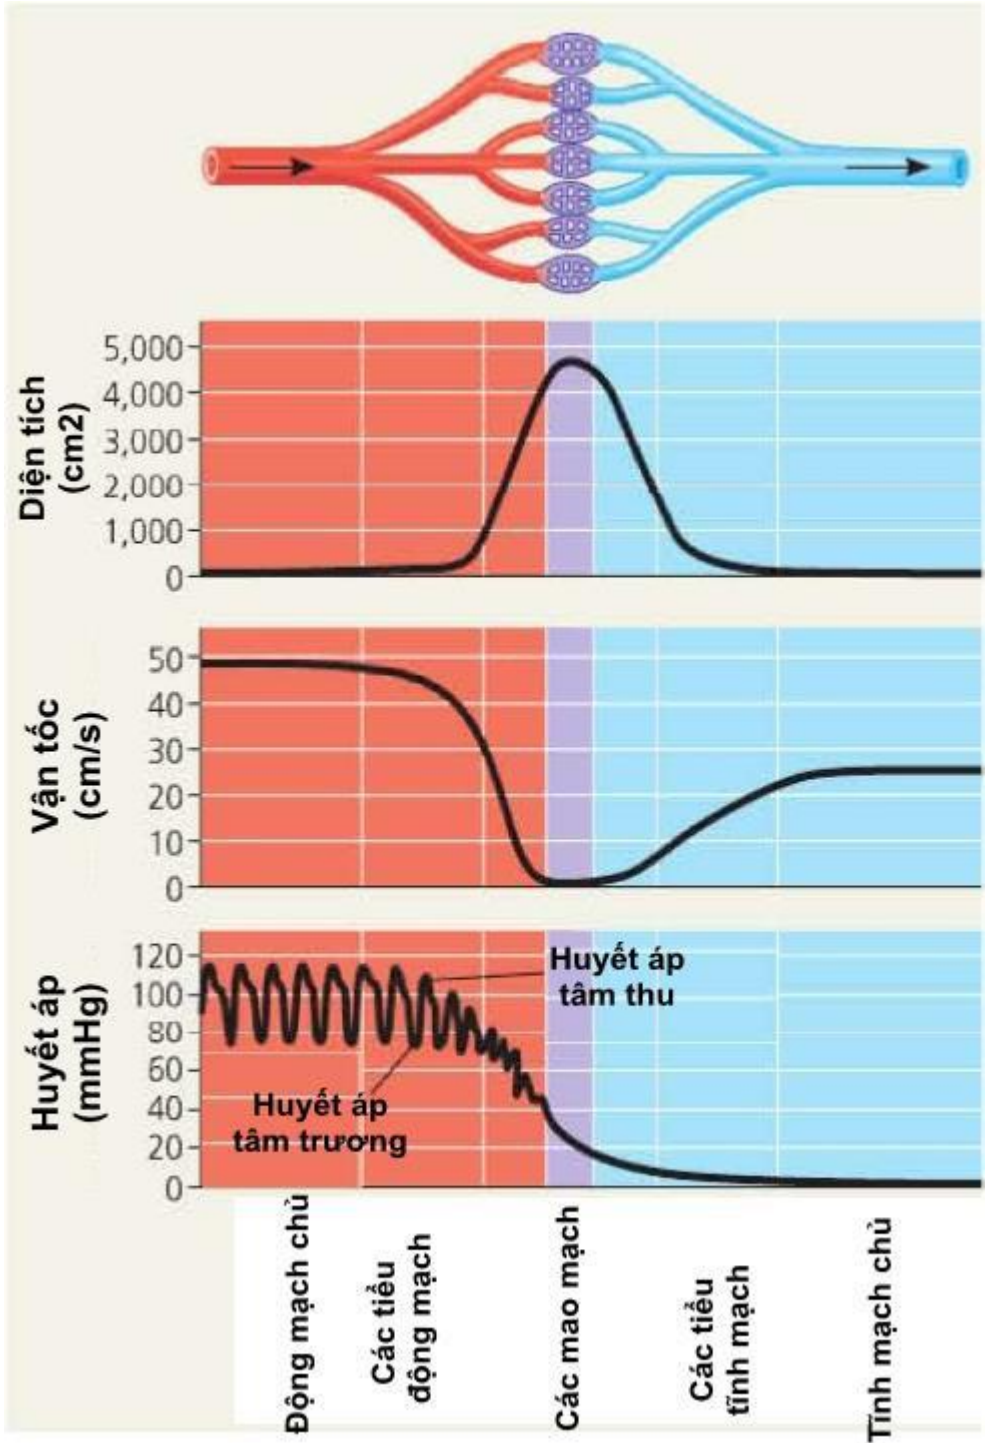 Diện tích
(cm2)
5,000
4,000
3,000
2,000
1,000
0
Vận tốc
(cm/s)
50
40
30
20
10
0
Huyết áp
(mmHg)
120
100
80
60
40
20
0
Huyết áp
tâm thu
Huyết áp
tâm trương
Động mạch chủ
Các tiểu
động mạch
Các mao mạch
Các tiểu
tĩnh mạch
Tĩnh mạch chủ